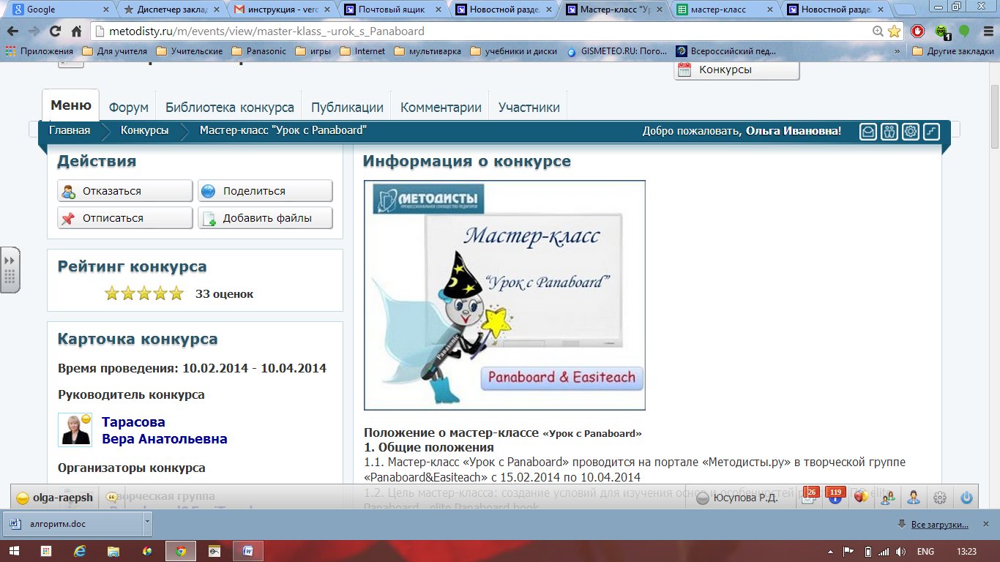 Google
Диспетчер заклад
инструкция - verc
Почтовый ящик
Новостной разде
Мастер-класс "Ур
мастер-класс
Новостной разде
metodisty.ru/m/events/view/master-klass_-urok_s_Panaboard
1
Приложения
Для учителя
Учительские
Panasonic
игры
Internet
мультиварка
учебники и диски
GISMETEO.RU: Пого...
Всероссийский пед...
»
Другие закладки
Конкурсы
Меню
Форум
Библиотека конкурса
Публикации
Комментарии
Участники
Главная
Конкурсы
Мастер-класс "Урок с Panaboard"
Добро пожаловать, Ольга Ивановна!
Действия
Отказаться
Поделиться
Отписаться
Добавить файлы
Рейтинг конкурса
33 оценок
Карточка конкурса
Время проведения: 10.02.2014 - 10.04.2014
Руководитель конкурса
Тарасова
Вера Анатольевна
Организаторы конкурса
Творческая группа
Информация о конкурсе
МЕТОДИСТЫ
ПРОФЕССИОНАЛЬНОЕ СООБЩЕСТВО ПЕДАГОГОВ
Мастер-класс
“Урок с Panaboard”
Panasonic
Panaboard & Easiteach
Положение о мастер-классе «Урок с Panaboard»
1. Общие положения
1.1. Мастер-класс «Урок с Panaboard» проводится на портале «Методисты.ру» в творческой группе
«Panaboard&Easiteach» с 15.02.2014 по 10.04.2014
1.2. Цель мастер-класса: создание условий для изучения основ и особенностей
Panaboard, elite Panaboard book
olga-raepsh
Юсупова Р.Д.
26
119
алгоритм.doc
Все загрузки...
ENG
13:23